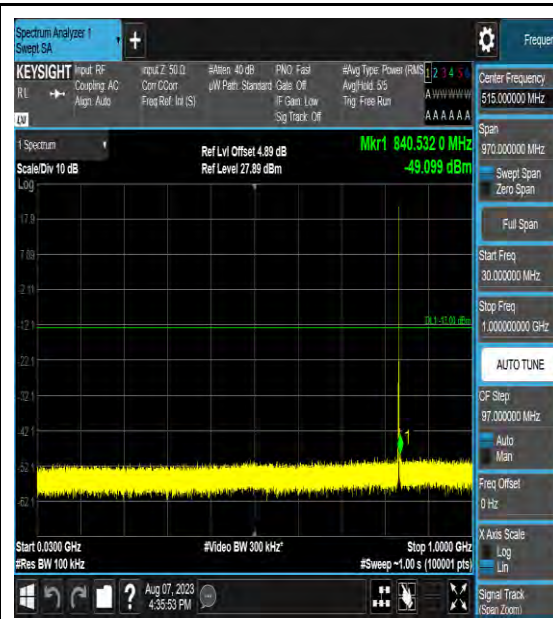 Spectrum Analyzer 1
Swept SA
+
Frequen
KEYSIGHT
RL
Input: RF
Coupling: AC
Align: Auto
Input Z: 50 Ω
Corr CCorr
Freq Ref: Int (S)
#Atten: 40 dB
µW Path: Standard
PNO: Fast
Gate: Off
IF Gain: Low
Sig Track: Off
#Avg Type: Power (RMS
Avg|Hold: 5/5
Trig: Free Run
1 2 3 4 5 6
A W W W W W
A A A A A A
LW
1 Spectrum
Scale/Div 10 dB
Log
Ref Lvl Offset 4.89 dB
Ref Level 27.89 dBm
Mkr1 840.532 0 MHz
-49.099 dBm
17.9
7.89
-2.11
-12.1
-22.1
-32.1
-42.1
-52.1
-62.1
DL1 -13.00 dBm
1
Start 0.0300 GHz
#Res BW 100 kHz
#Video BW 300 kHz*
Stop 1.0000 GHz
#Sweep ~1.00 s (100001 pts)
Aug 07, 2023
4:35:53 PM
Center Frequency
515.000000 MHz
Span
970.000000 MHz
Swept Span
Zero Span
Full Span
Start Freq
30.000000 MHz
Stop Freq
1.000000000 GHz
AUTO TUNE
CF Step
97.000000 MHz
Auto
Man
Freq Offset
0 Hz
X Axis Scale
Log
Lin
Signal Track
(Span Zoom)